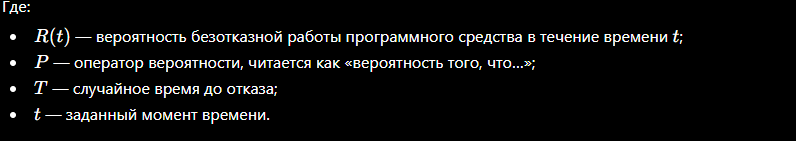 Где:
• R(t) — вероятность безотказной работы программного средства в течение времени t;
• P — оператор вероятности, читается как «вероятность того, что...»;
• T — случайное время до отказа;
• t — заданный момент времени.